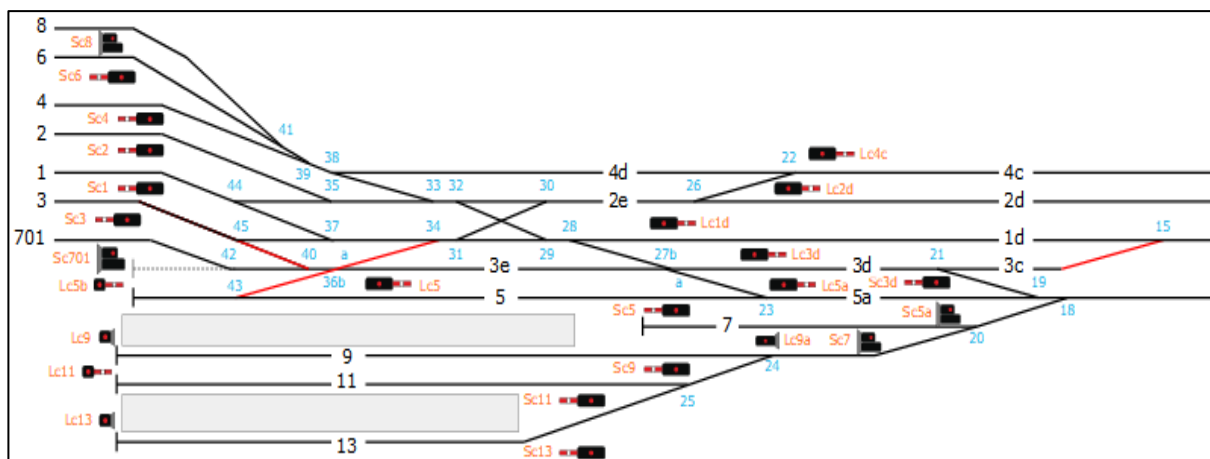 8
Sc8
6
Sc6
4
41
Sc4
2
38
22
Lc4c
Sc2
39
4d
4c
1
44
35
33
32
30
26
Lc2d
Sc1
2e
2d
3
Sc3
45
37
34
28
Lc1d
15
701
1d
42
40
a
31
29
27b
Lc3d
21
Sc701
3e
3d
3c
Lc5b
43
36b
Lc5
a
Lc5a
Sc3d
19
5
5a
Sc5
23
Sc5a
18
7
Lc9
Lc9a
Sc7
20
9
24
Lc11
Sc9
11
25
Lc13
Sc11
13
Sc13